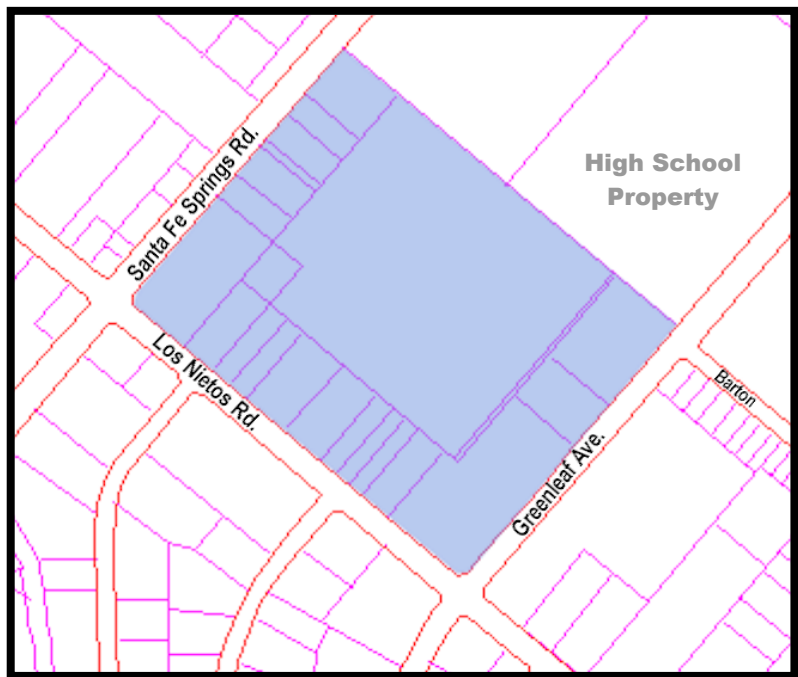 Santa Fe Springs Rd.
High School
Property
Los Nietos Rd.
Barton
Greenleaf Ave.